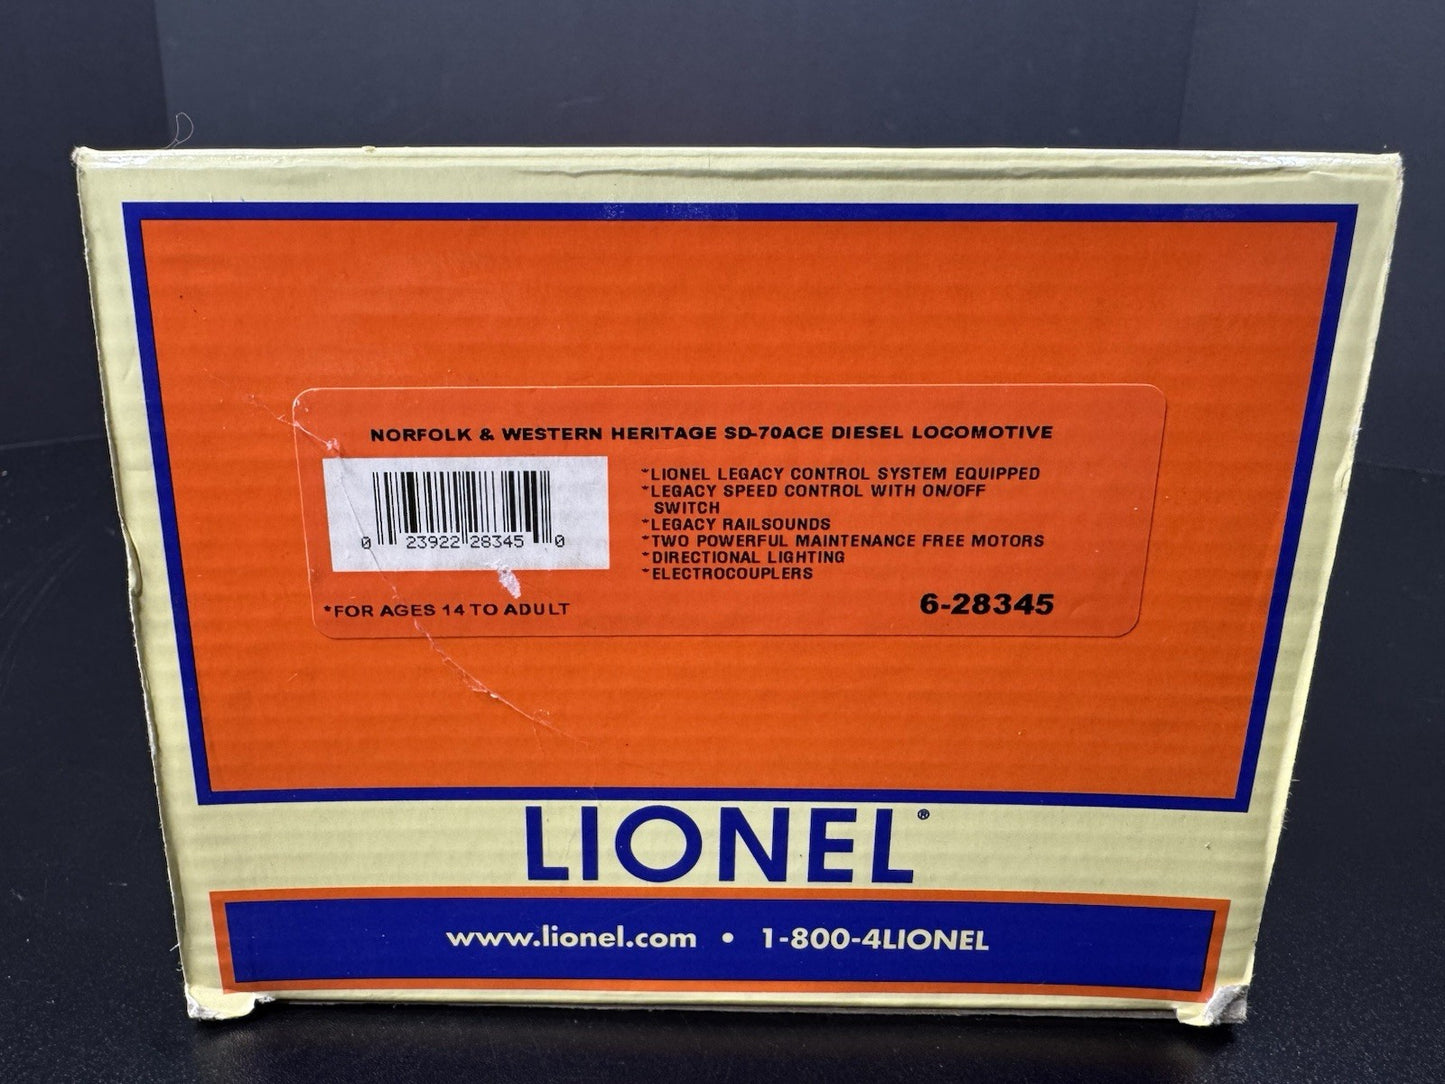 NORFOLK & WESTERN HERITAGE SD-70ACE DIESEL LOCOMOTIVE
*LIONEL LEGACY CONTROL SYSTEM EQUIPPED
*LEGACY SPEED CONTROL WITH ON/OFF
SWITCH
*LEGACY RAILSOUNDS
*TWO POWERFUL MAINTENANCE FREE MOTORS
*DIRECTIONAL LIGHTING
*ELECTROCOUPLERS
0 23922 28345 0
*FOR AGES 14 TO ADULT
6-28345
LIONEL®
www.lionel.com • 1-800-4LIONEL